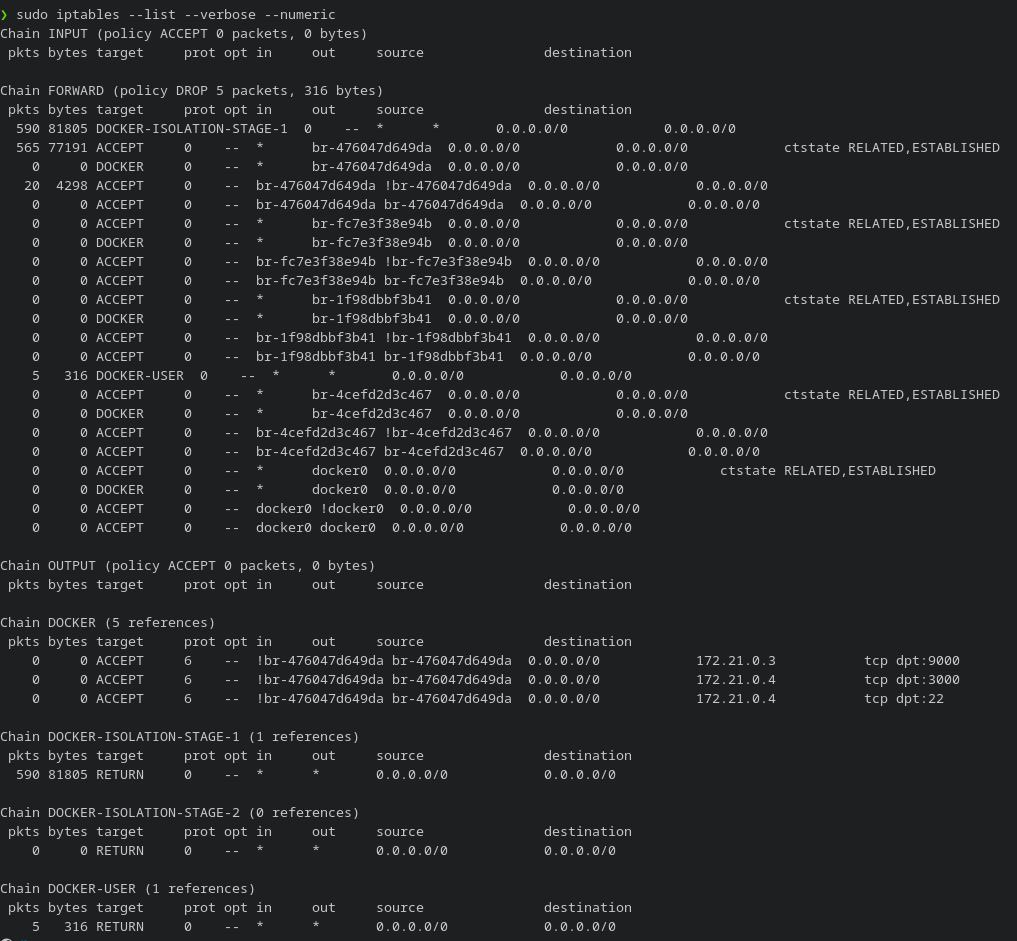 ❯ sudo iptables --list --verbose --numeric
Chain INPUT (policy ACCEPT 0 packets, 0 bytes)
 pkts bytes target     prot opt in     out     source               destination

Chain FORWARD (policy DROP 5 packets, 316 bytes)
 pkts bytes target     prot opt in     out     source               destination
  590 81805 DOCKER-ISOLATION-STAGE-1  0    --  *      *       0.0.0.0/0            0.0.0.0/0
  565 77191 ACCEPT     0    --  *      br-476047d649da  0.0.0.0/0            0.0.0.0/0            ctstate RELATED,ESTABLISHED
    0     0 DOCKER     0    --  *      br-476047d649da  0.0.0.0/0            0.0.0.0/0
   20  4298 ACCEPT     0    --  br-476047d649da !br-476047d649da  0.0.0.0/0            0.0.0.0/0
    0     0 ACCEPT     0    --  br-476047d649da br-476047d649da  0.0.0.0/0            0.0.0.0/0
    0     0 ACCEPT     0    --  *      br-fc7e3f38e94b  0.0.0.0/0            0.0.0.0/0            ctstate RELATED,ESTABLISHED
    0     0 DOCKER     0    --  *      br-fc7e3f38e94b  0.0.0.0/0            0.0.0.0/0
    0     0 ACCEPT     0    --  br-fc7e3f38e94b !br-fc7e3f38e94b  0.0.0.0/0            0.0.0.0/0
    0     0 ACCEPT     0    --  br-fc7e3f38e94b br-fc7e3f38e94b  0.0.0.0/0            0.0.0.0/0
    0     0 ACCEPT     0    --  *      br-1f98dbbf3b41  0.0.0.0/0            0.0.0.0/0            ctstate RELATED,ESTABLISHED
    0     0 DOCKER     0    --  *      br-1f98dbbf3b41  0.0.0.0/0            0.0.0.0/0
    0     0 ACCEPT     0    --  br-1f98dbbf3b41 !br-1f98dbbf3b41  0.0.0.0/0            0.0.0.0/0
    0     0 ACCEPT     0    --  br-1f98dbbf3b41 br-1f98dbbf3b41  0.0.0.0/0            0.0.0.0/0
    5   316 DOCKER-USER  0    --  *      *       0.0.0.0/0            0.0.0.0/0
    0     0 ACCEPT     0    --  *      br-4cefd2d3c467  0.0.0.0/0            0.0.0.0/0            ctstate RELATED,ESTABLISHED
    0     0 DOCKER     0    --  *      br-4cefd2d3c467  0.0.0.0/0            0.0.0.0/0
    0     0 ACCEPT     0    --  br-4cefd2d3c467 !br-4cefd2d3c467  0.0.0.0/0            0.0.0.0/0
    0     0 ACCEPT     0    --  br-4cefd2d3c467 br-4cefd2d3c467  0.0.0.0/0            0.0.0.0/0
    0     0 ACCEPT     0    --  *      docker0  0.0.0.0/0            0.0.0.0/0            ctstate RELATED,ESTABLISHED
    0     0 DOCKER     0    --  *      docker0  0.0.0.0/0            0.0.0.0/0
    0     0 ACCEPT     0    --  docker0 !docker0  0.0.0.0/0            0.0.0.0/0
    0     0 ACCEPT     0    --  docker0 docker0  0.0.0.0/0            0.0.0.0/0

Chain OUTPUT (policy ACCEPT 0 packets, 0 bytes)
 pkts bytes target     prot opt in     out     source               destination

Chain DOCKER (5 references)
 pkts bytes target     prot opt in     out     source               destination
    0     0 ACCEPT     6    --  !br-476047d649da br-476047d649da  0.0.0.0/0            172.21.0.3           tcp dpt:9000
    0     0 ACCEPT     6    --  !br-476047d649da br-476047d649da  0.0.0.0/0            172.21.0.4           tcp dpt:3000
    0     0 ACCEPT     6    --  !br-476047d649da br-476047d649da  0.0.0.0/0            172.21.0.4           tcp dpt:22

Chain DOCKER-ISOLATION-STAGE-1 (1 references)
 pkts bytes target     prot opt in     out     source               destination
  590 81805 RETURN     0    --  *      *       0.0.0.0/0            0.0.0.0/0

Chain DOCKER-ISOLATION-STAGE-2 (0 references)
 pkts bytes target     prot opt in     out     source               destination
    0     0 RETURN     0    --  *      *       0.0.0.0/0            0.0.0.0/0

Chain DOCKER-USER (1 references)
 pkts bytes target     prot opt in     out     source               destination
    5   316 RETURN     0    --  *      *       0.0.0.0/0            0.0.0.0/0